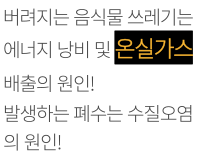 버려지는 음식물 쓰레기는
에너지 낭비 및 온실가스
배출의 원인!
발생하는 폐수는 수질오염
의 원인!